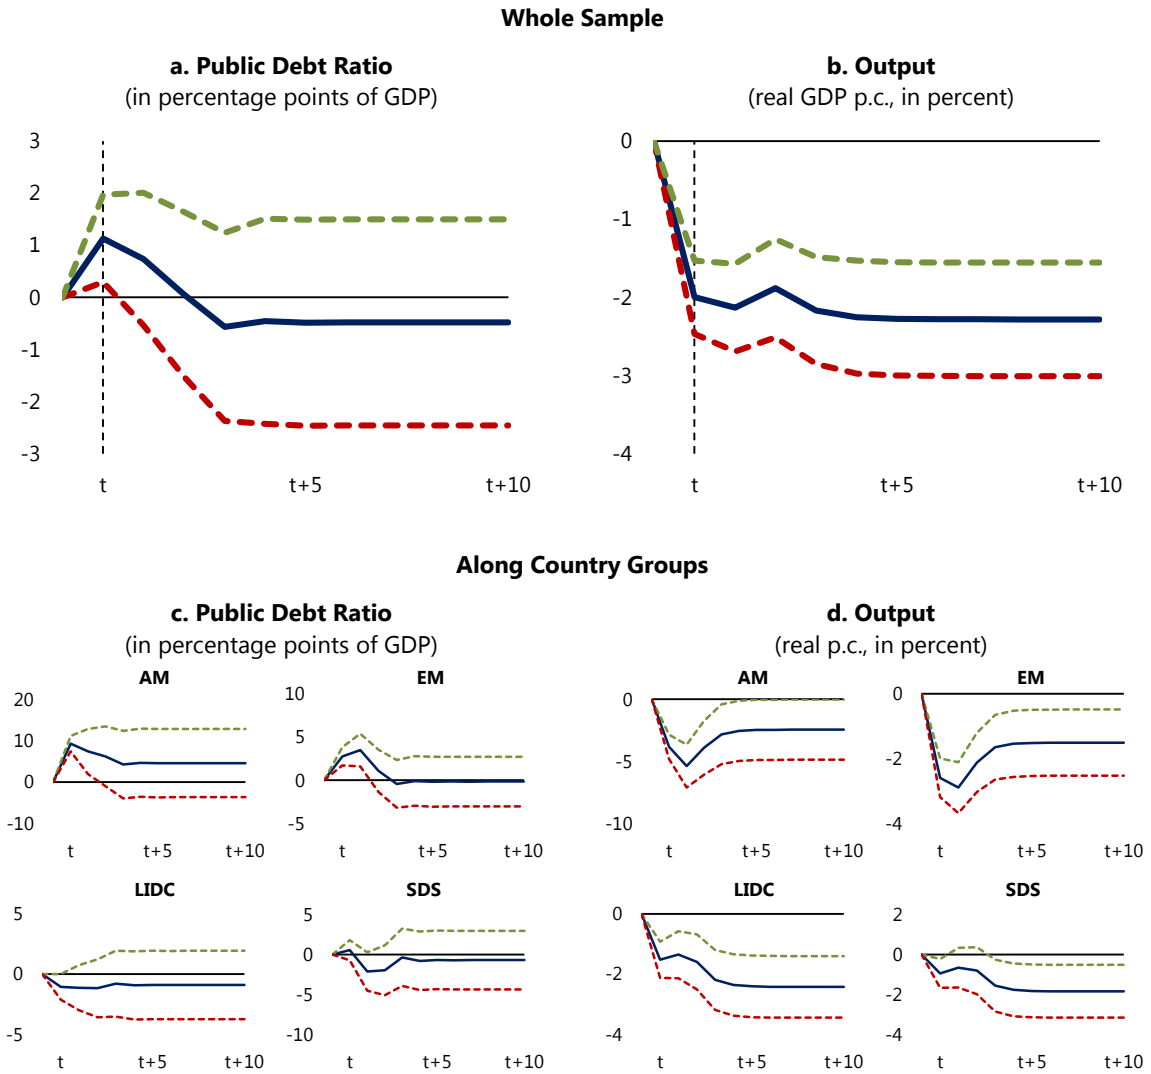 Whole Sample
a. Public Debt Ratio
(in percentage points of GDP)
3
2
1
0
-1
-2
-3
t
t+5
t+10
b. Output
(real GDP p.c., in percent)
0
-1
-2
-3
-4
t
t+5
t+10
Along Country Groups
c. Public Debt Ratio
(in percentage points of GDP)
AM
20
10
0
-10
t
t+5
t+10
EM
10
5
0
-5
t
t+5
t+10
LIDC
5
0
-5
t
t+5
t+10
SDS
5
0
-5
-10
t
t+5
t+10
d. Output
(real p.c., in percent)
AM
0
-5
-10
t
t+5
t+10
EM
0
-2
-4
t
t+5
t+10
LIDC
0
-2
-4
t
t+5
t+10
SDS
2
0
-2
-4
t
t+5
t+10